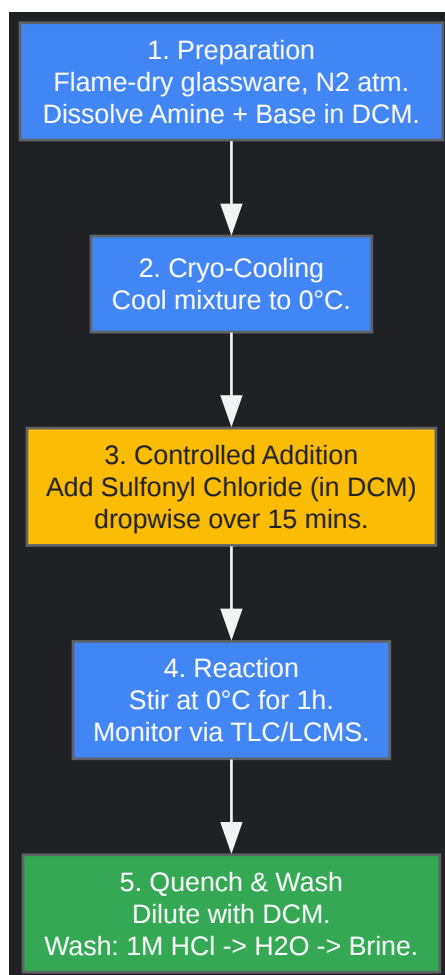 1. Preparation
Flame-dry glassware, N2 atm.
Dissolve Amine + Base in DCM.
2. Cryo-Cooling
Cool mixture to 0°C.
3. Controlled Addition
Add Sulfonyl Chloride (in DCM)
dropwise over 15 mins.
4. Reaction
Stir at 0°C for 1h.
Monitor via TLC/LCMS.
5. Quench & Wash
Dilute with DCM.
Wash: 1M HCl -> H2O -> Brine.